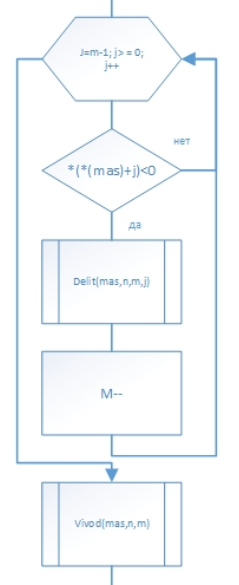 J=m-1; j> = 0;
j++
нет
*(*(mas)+j)<0
да
Delit(mas,n,m,j)
M--
Vivod(mas,n,m)